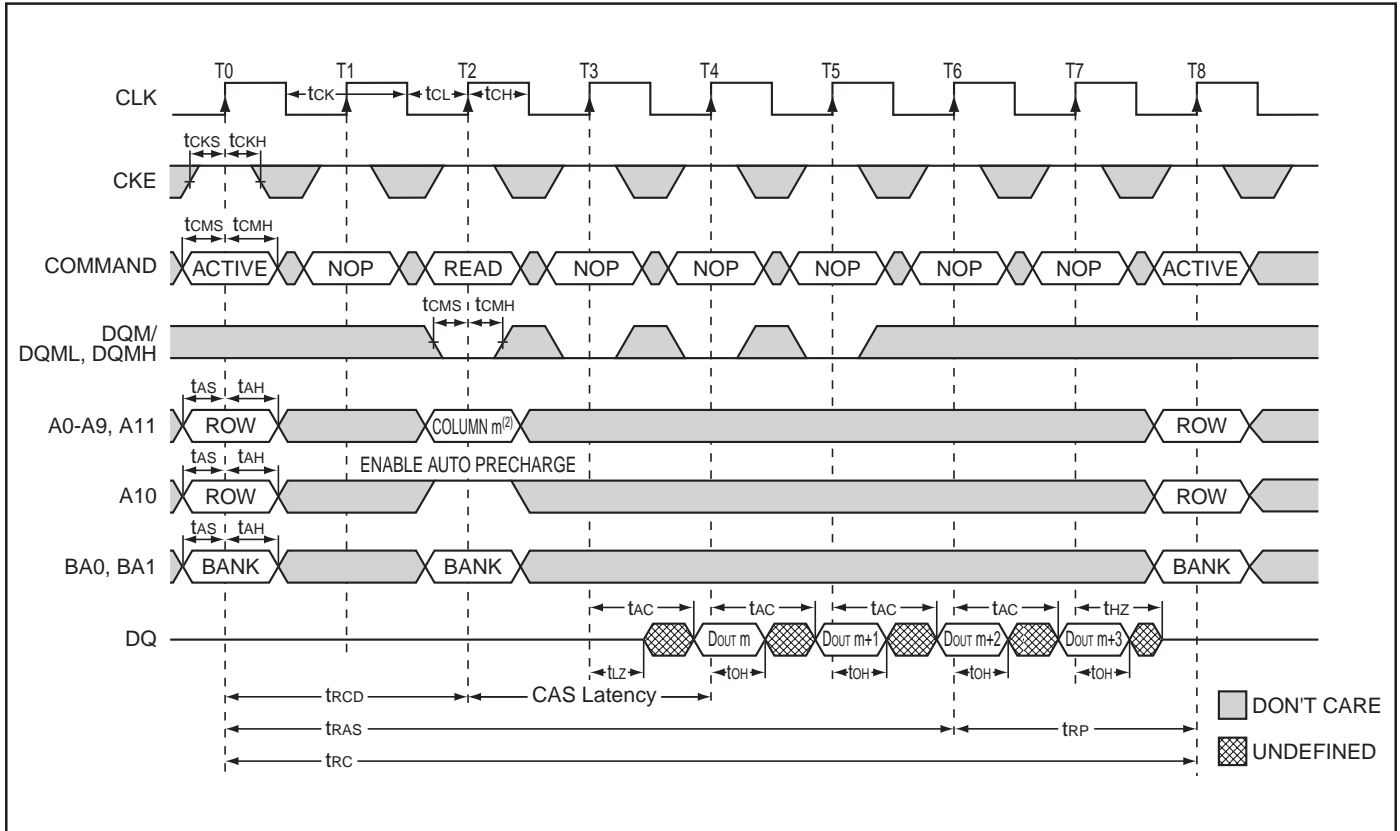 T0 T1 T2 T3 T4 T5 T6 T7 T8
CLK tCK tCL tCH
tCKS tCKH
CKE
tCMS tCMH
COMMAND ACTIVE NOP READ NOP NOP NOP NOP NOP ACTIVE
tCMS tCMH
DQM/
DQML, DQMH
tAS tAH
A0-A9, A11 ROW COLUMN m(2) ROW
tAS tAH ENABLE AUTO PRECHARGE
A10 ROW ROW
tAS tAH
BA0, BA1 BANK BANK BANK
tAC tAC tAC tAC tHZ
DQ DOUT m DOUT m+1 DOUT m+2 DOUT m+3
tLZ tOH tOH tOH tOH
tRCD CAS Latency
DON'T CARE
tRAS tRP
UNDEFINED
tRC